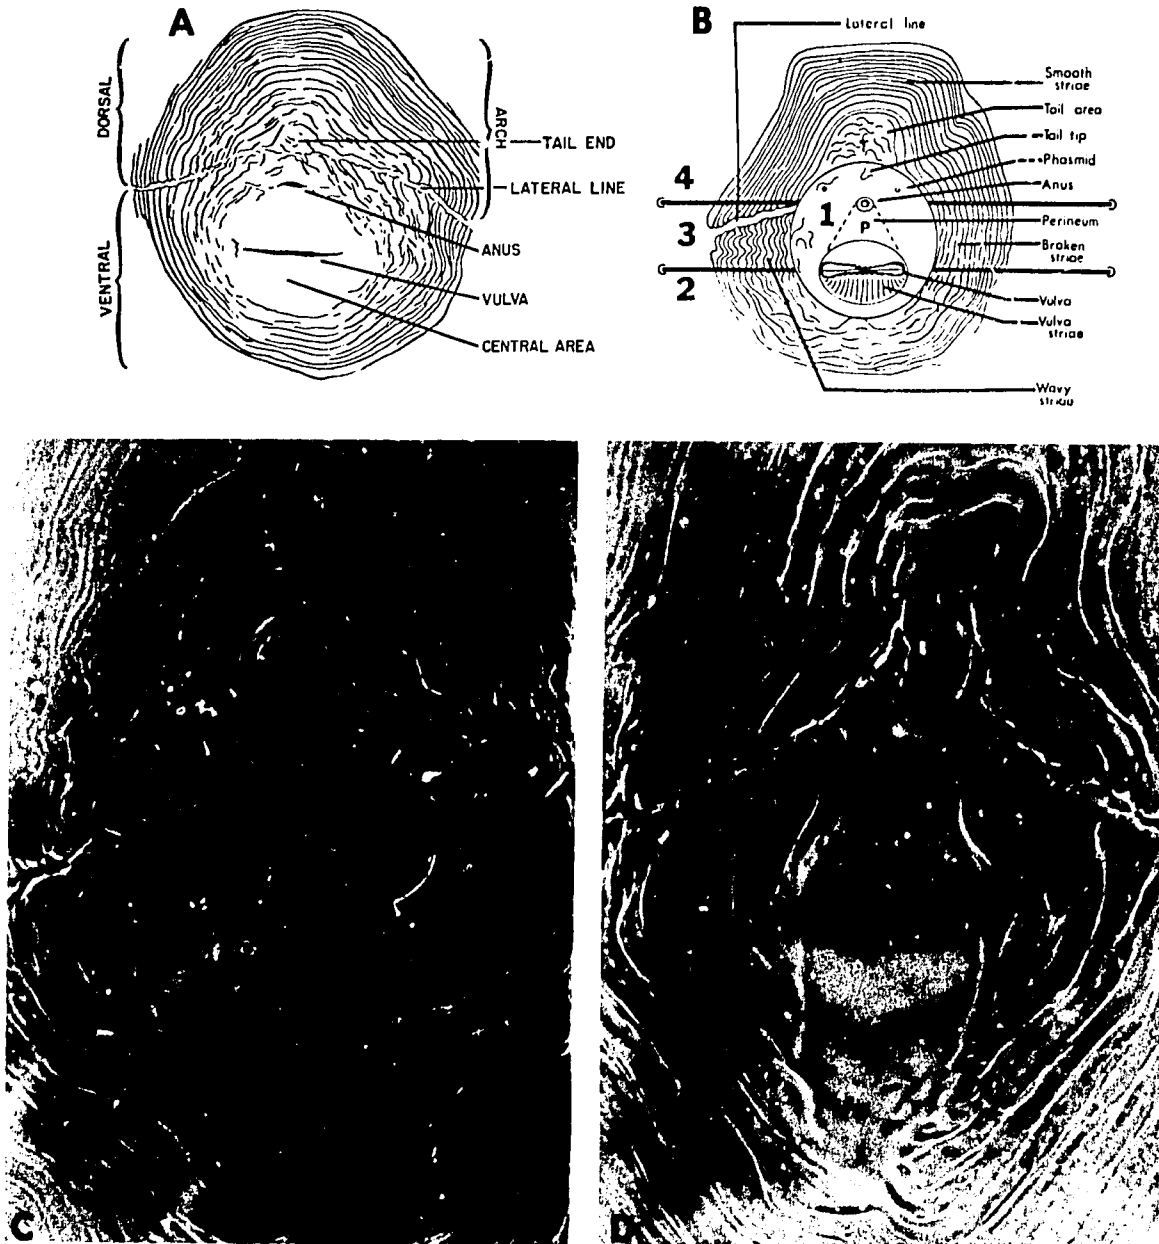 A
DORSAL
VENTRAL
ARCH
TAIL END
LATERAL LINE
ANUS
VULVA
CENTRAL AREA
B
Lateral line
Smooth
striae
Tail area
Tail tip
Phasmid
Anus
Perineum
Broken
striae
Vulva
Vulva
striae
Wavy
striae
4
3
2
1
P
C
D